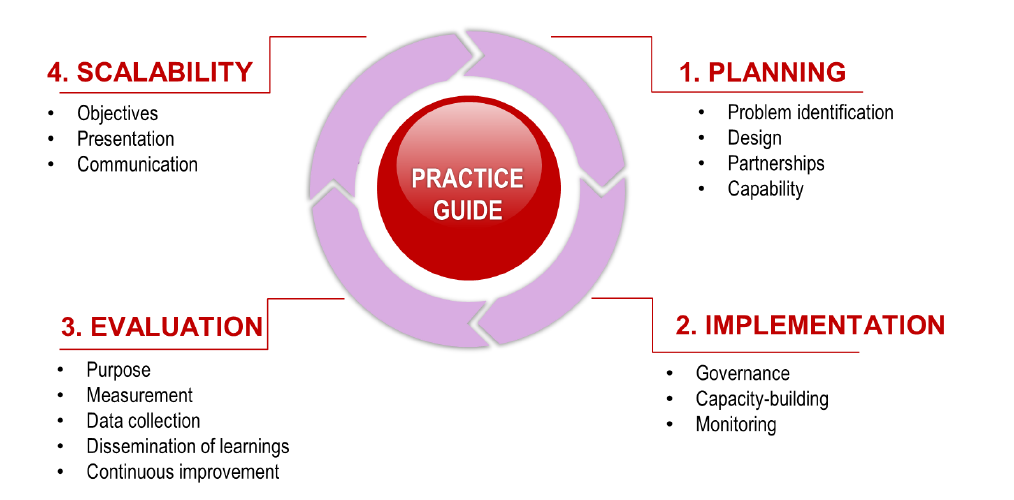 PRACTICE
GUIDE
1. PLANNING
• Problem identification
• Design
• Partnerships
• Capability
2. IMPLEMENTATION
• Governance
• Capacity-building
• Monitoring
3. EVALUATION
• Purpose
• Measurement
• Data collection
• Dissemination of learnings
• Continuous improvement
4. SCALABILITY
• Objectives
• Presentation
• Communication